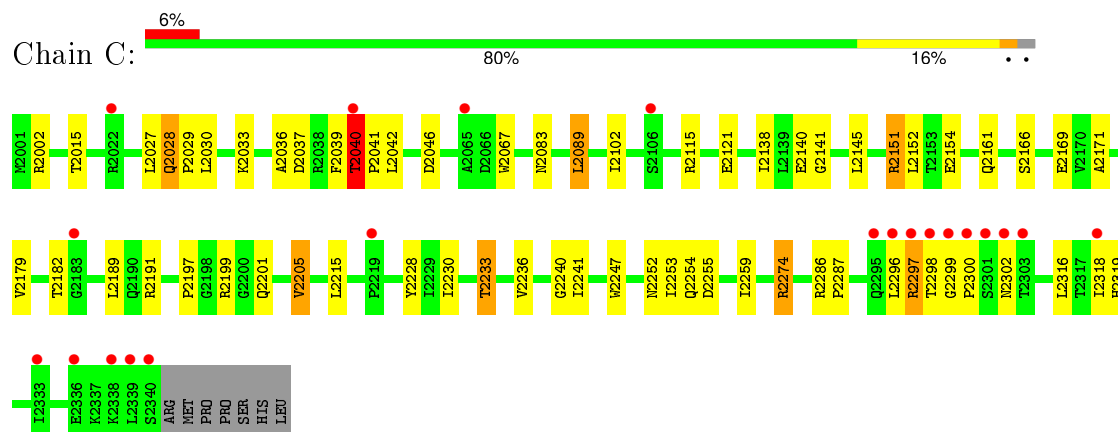 6%
Chain C:
80% 16% • •
M2001 R2002 T2015 R2022 L2027 Q2028 P2029 L2030 K2033 A2036 D2037 R2038 F2039 T2040 P2041 L2042 D2046 A2065 D2066 W2067 N2083 L2089 I2102 S2106 R2115 E2121 I2138 L2139 E2140 G2141 L2145 R2151 L2152 T2153 E2154 Q2161 S2166 E2169 V2170 A2171
V2179 T2182 G2183 L2189 Q2190 R2191 P2197 G2198 R2199 G2200 Q2201 V2205 L2215 P2219 Y2228 I2229 I2230 T2233 V2236 G2240 I2241 W2247 N2252 I2253 Q2254 D2255 I2259 R2274 R2286 P2287 Q2295 L2296 R2297 T2298 G2299 P2300 S2301 N2302 T2303 L2316 T2317 I2318 H2319
I2333 E2336 K2337 K2338 L2339 S2340 ARG MET PRO PRO SER HIS LEU